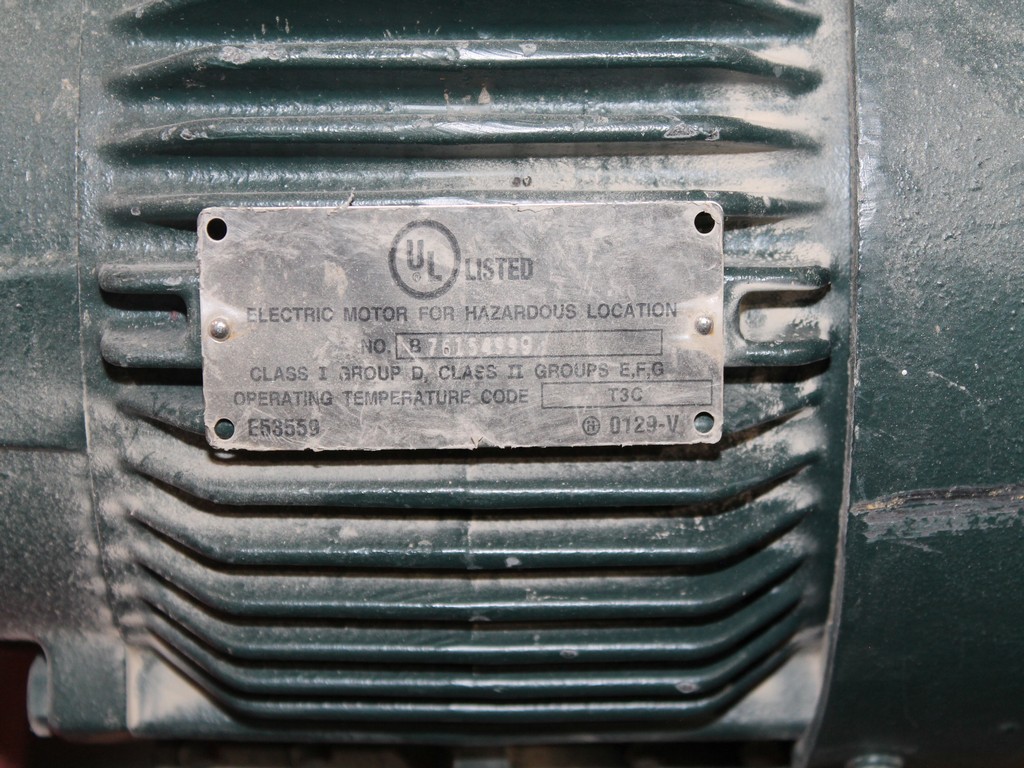 UL ® LISTED
ELECTRIC MOTOR FOR HAZARDOUS LOCATION
NO. B
CLASS I GROUP D, CLASS II GROUPS E,F,G
OPERATING TEMPERATURE CODE T3C
E53559 0129-V